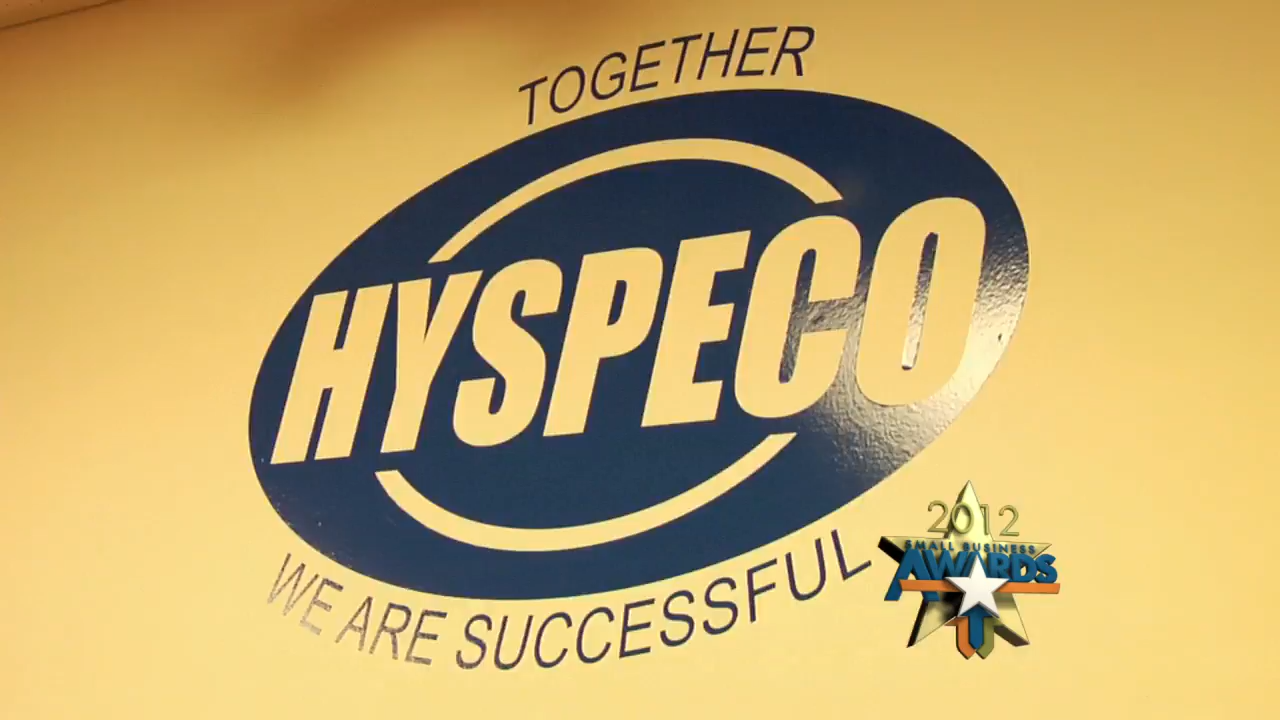 TOGETHER
HYSPECO
WE ARE SUCCESSFUL
2012
SMALL BUSINESS
AWARDS